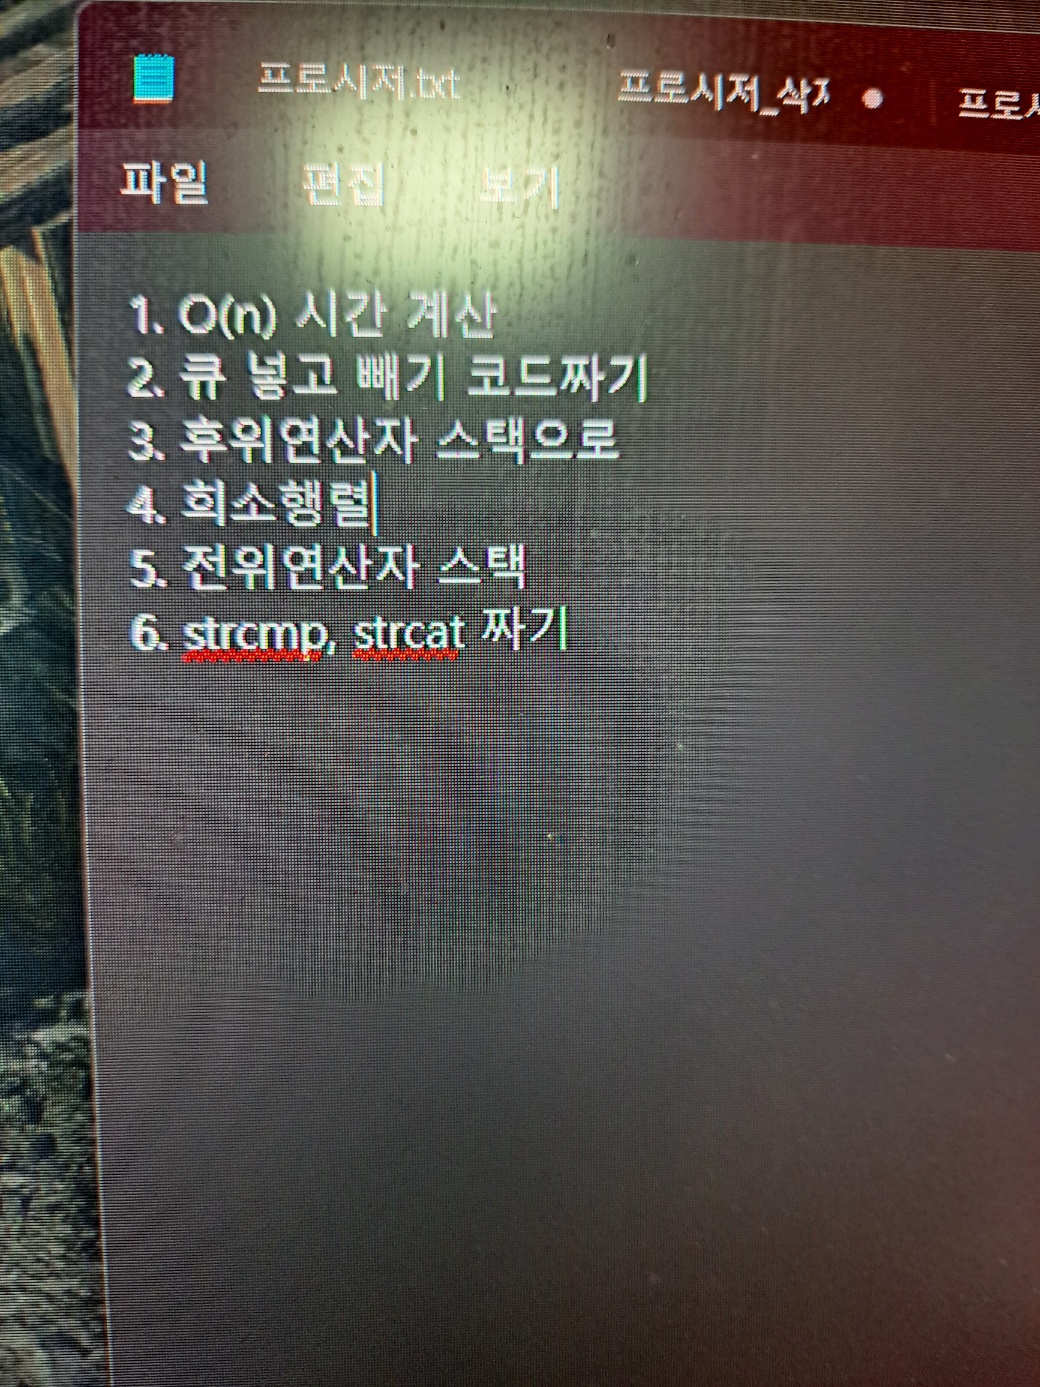 프로시저.txt 프로시저_삭
파일 편집 보기
1. O(n) 시간 계산
2. 큐 넣고 빼기 코드짜기
3. 후위연산자 스택으로
4. 희소행렬
5. 전위연산자 스택
6. strcmp, strcat 짜기